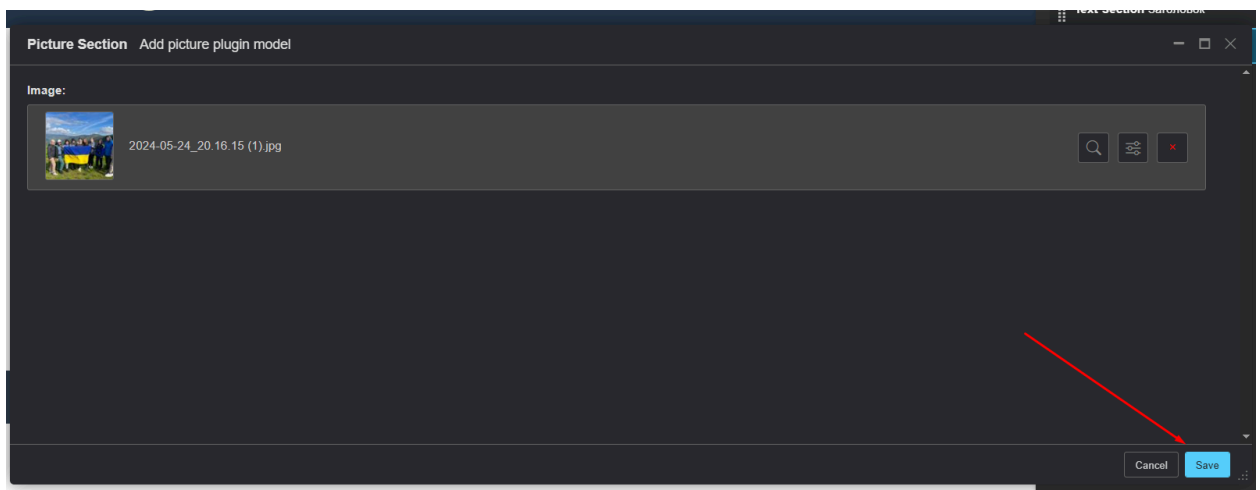 Text Section Заголовок
Picture Section Add picture plugin model
Image:
2024-05-24_20.16.15 (1).jpg
Cancel
Save